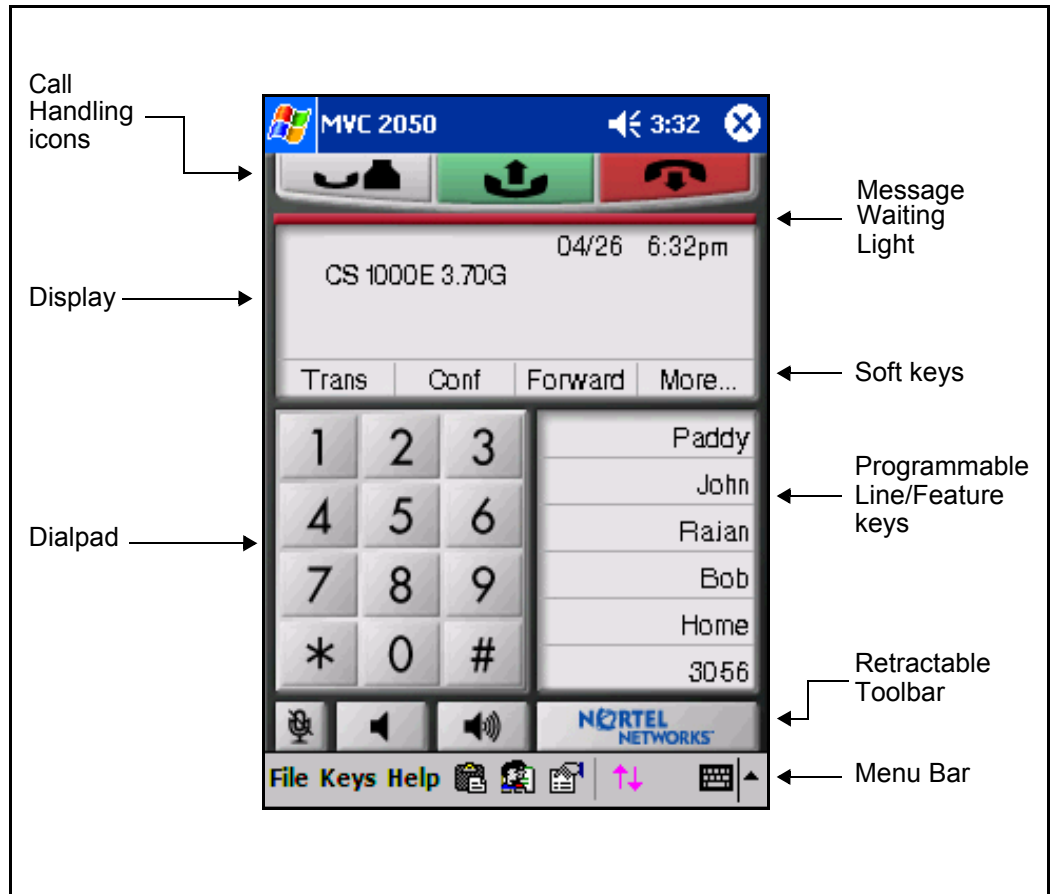 Call
Handling
icons
MVC 2050 3:32
Message
Waiting
Light
04/26 6:32pm
CS 1000E 3.70G
Display
Trans Conf Forward More...
Soft keys
1 2 3
4 5 6
7 8 9
* 0 #
Dialpad
Paddy
John
Rajan
Bob
Home
3056
Programmable
Line/Feature
keys
Retractable
Toolbar
NORTEL
NETWORKS
File Keys Help
Menu Bar